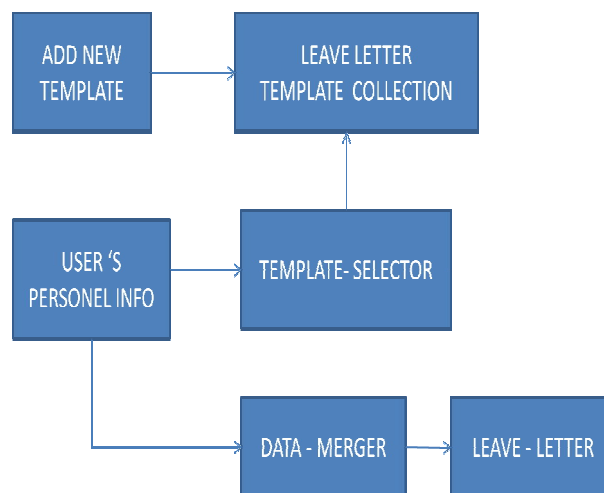 ADD NEW
TEMPLATE
LEAVE LETTER
TEMPLATE COLLECTION
USER ‘S
PERSONEL INFO
TEMPLATE- SELECTOR
DATA - MERGER
LEAVE - LETTER